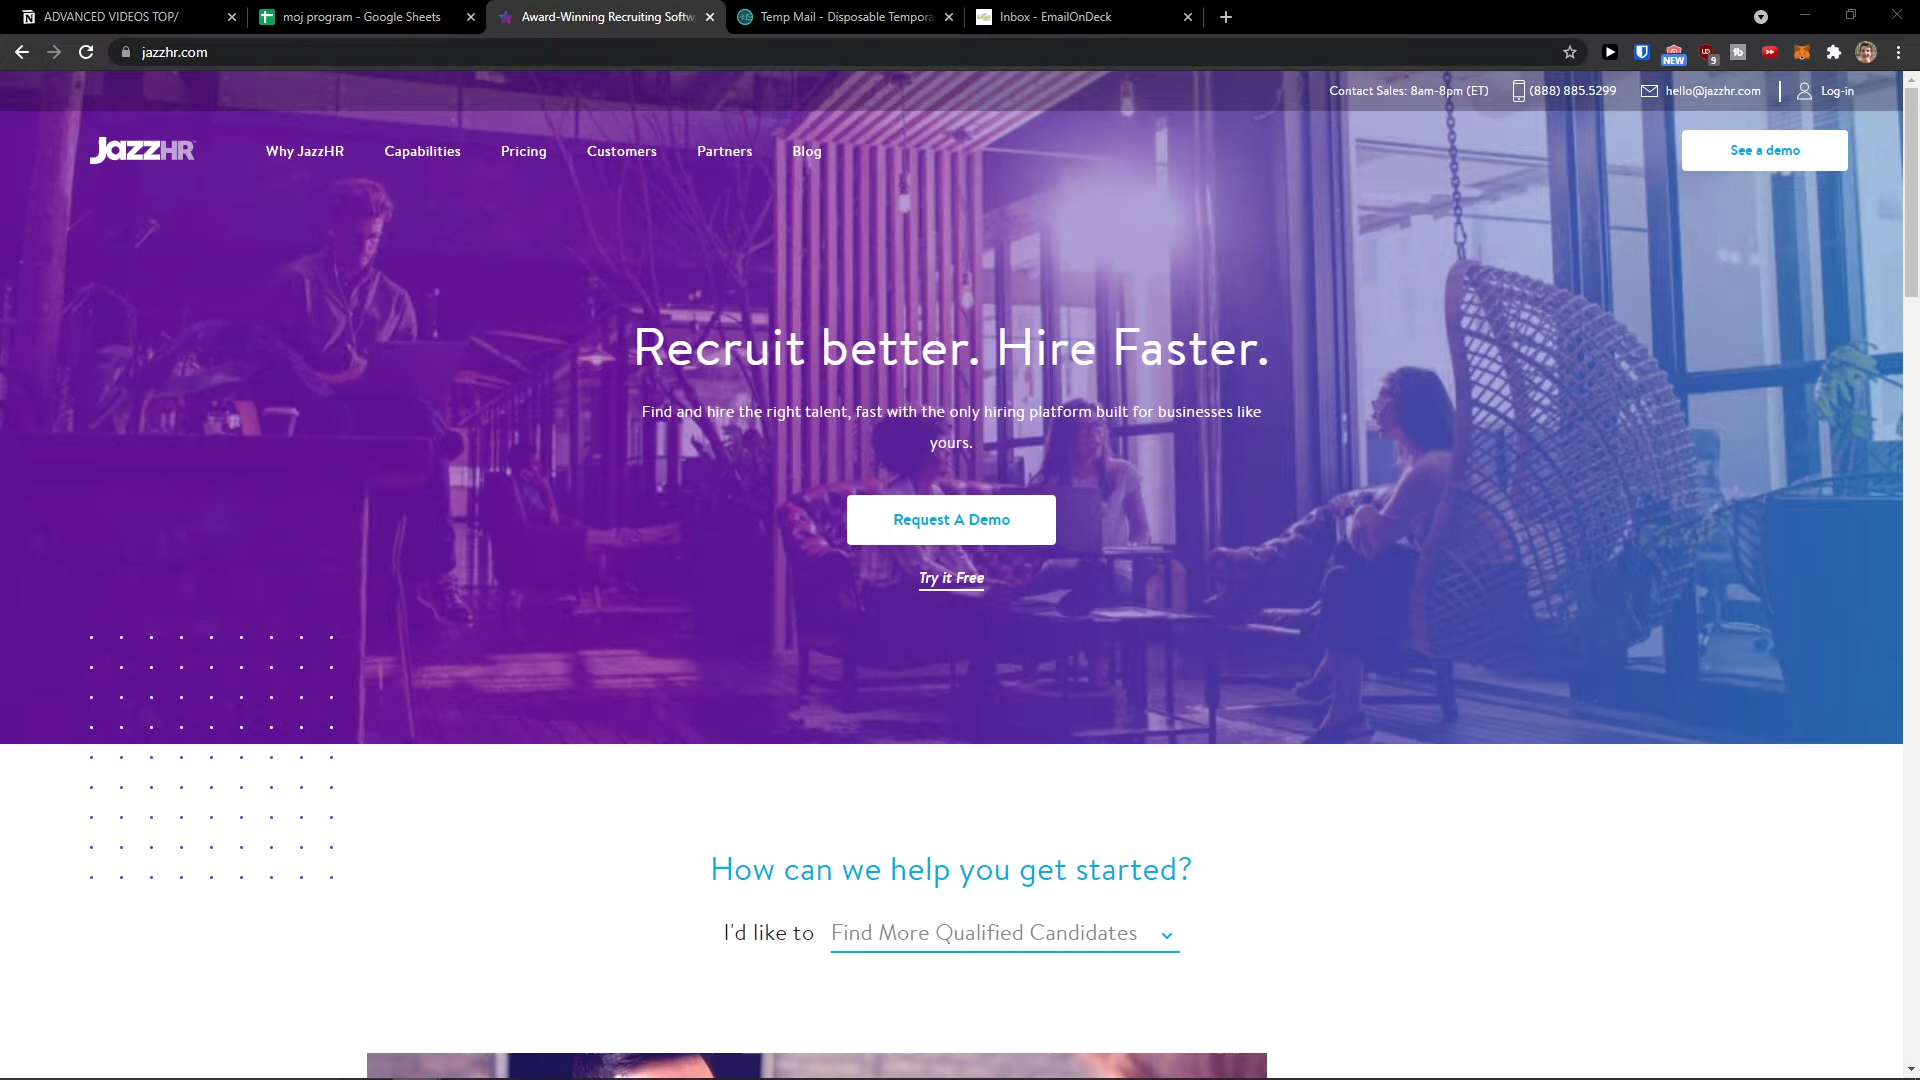 ADVANCED VIDEOS TOP/
moj program - Google Sheets
Award-Winning Recruiting Softw
Temp Mail - Disposable Tempora
Inbox - EmailOnDeck
jazzhr.com
NEW
9
Contact Sales: 8am-8pm (ET)
(888) 885.5299
hello@jazzhr.com
Log-in
JazzHR
Why JazzHR
Capabilities
Pricing
Customers
Partners
Blog
See a demo
Recruit better. Hire Faster.
Find and hire the right talent, fast with the only hiring platform built for businesses like
yours.
Request A Demo
Try it Free
How can we help you get started?
I'd like to Find More Qualified Candidates